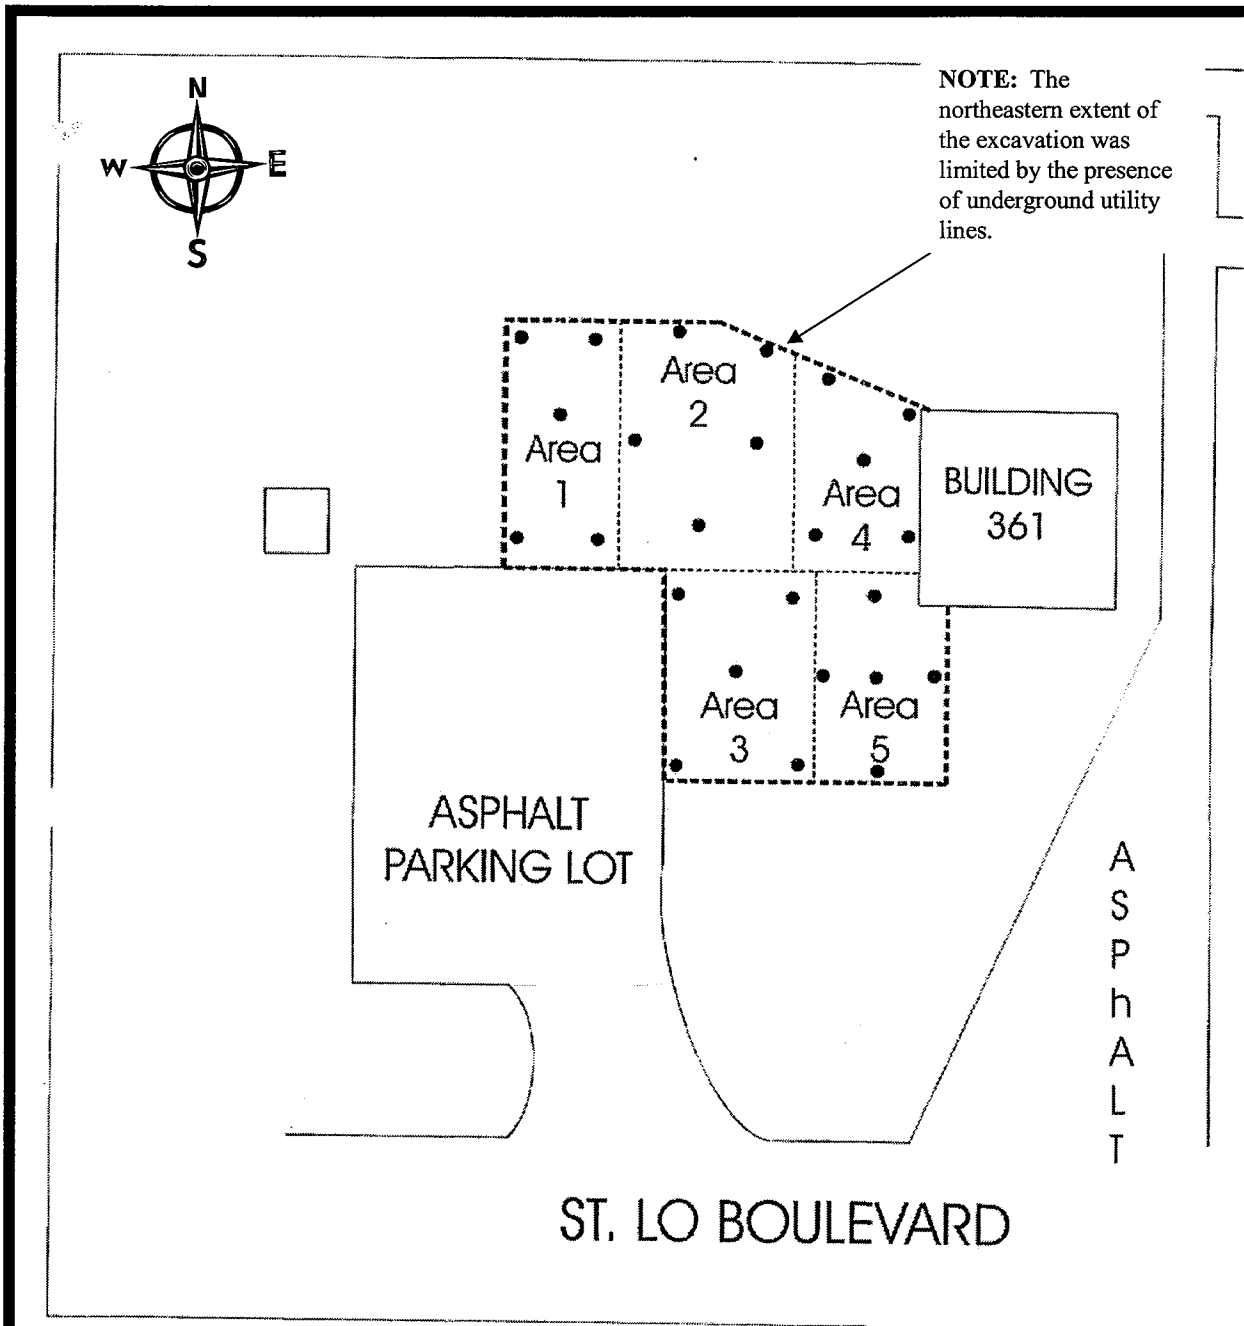 N
W
E
S
NOTE: The
northeastern extent of
the excavation was
limited by the presence
of underground utility
lines.
Area
2
Area
1
Area
4
BUILDING
361
Area
3
Area
5
ASPHALT
PARKING LOT
A
S
P
h
A
L
T
ST. LO BOULEVARD